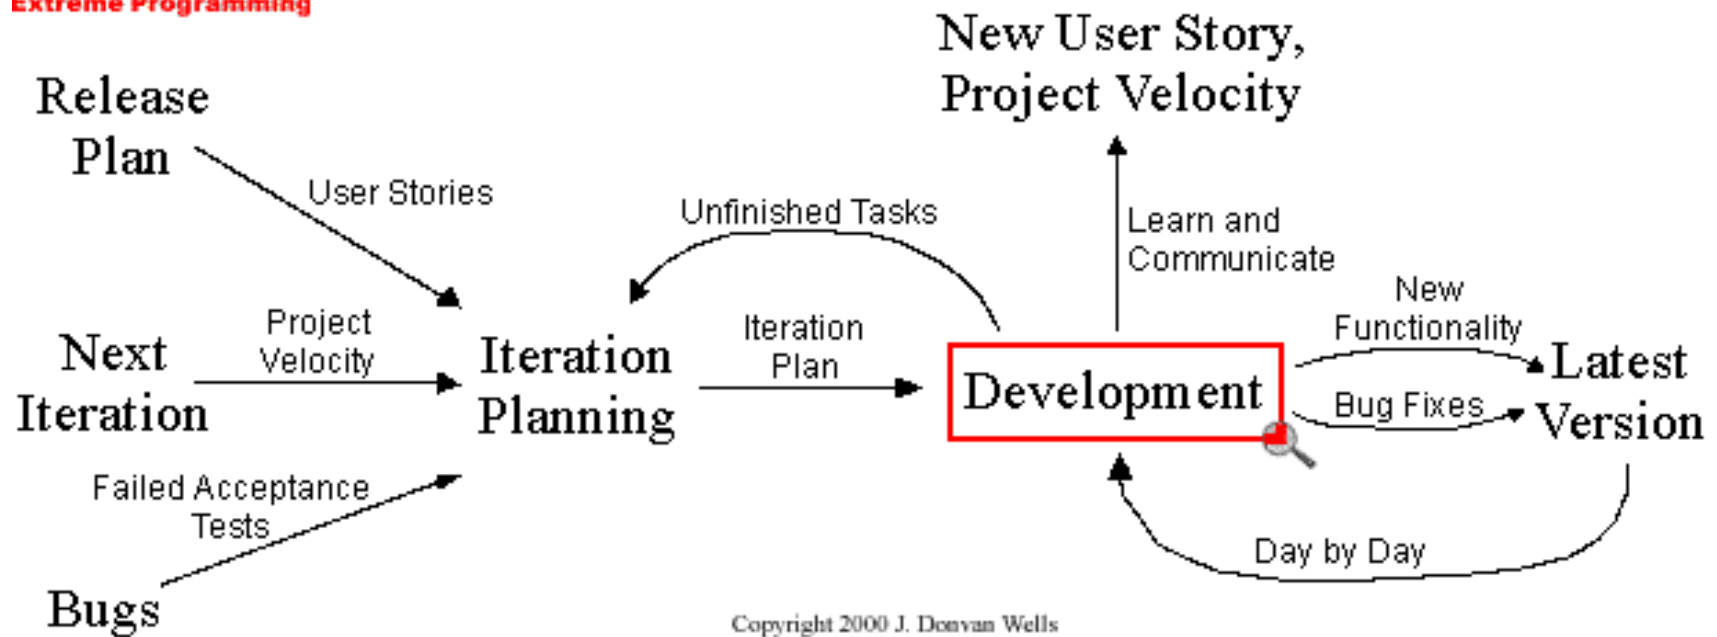 Extreme Programming
New User Story,
Project Velocity
Release
Plan
User Stories
Unfinished Tasks
Learn and
Communicate
New
Functionality
Project
Velocity
Iteration
Plan
Next
Iteration
Iteration
Planning
Development
Latest
Version
Bug Fixes
Failed Acceptance
Tests
Day by Day
Bugs
Copyright 2000 J. Donvan Wells